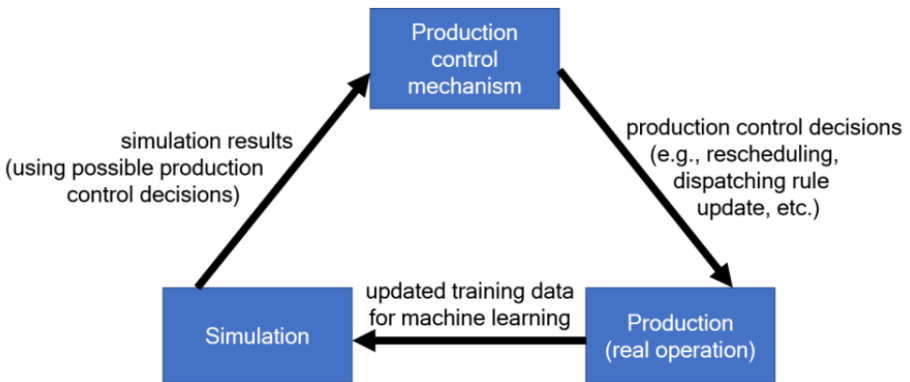 Production
control
mechanism
simulation results
(using possible production
control decisions)
production control decisions
(e.g., rescheduling,
dispatching rule
update, etc.)
updated training data
for machine learning
Simulation
Production
(real operation)